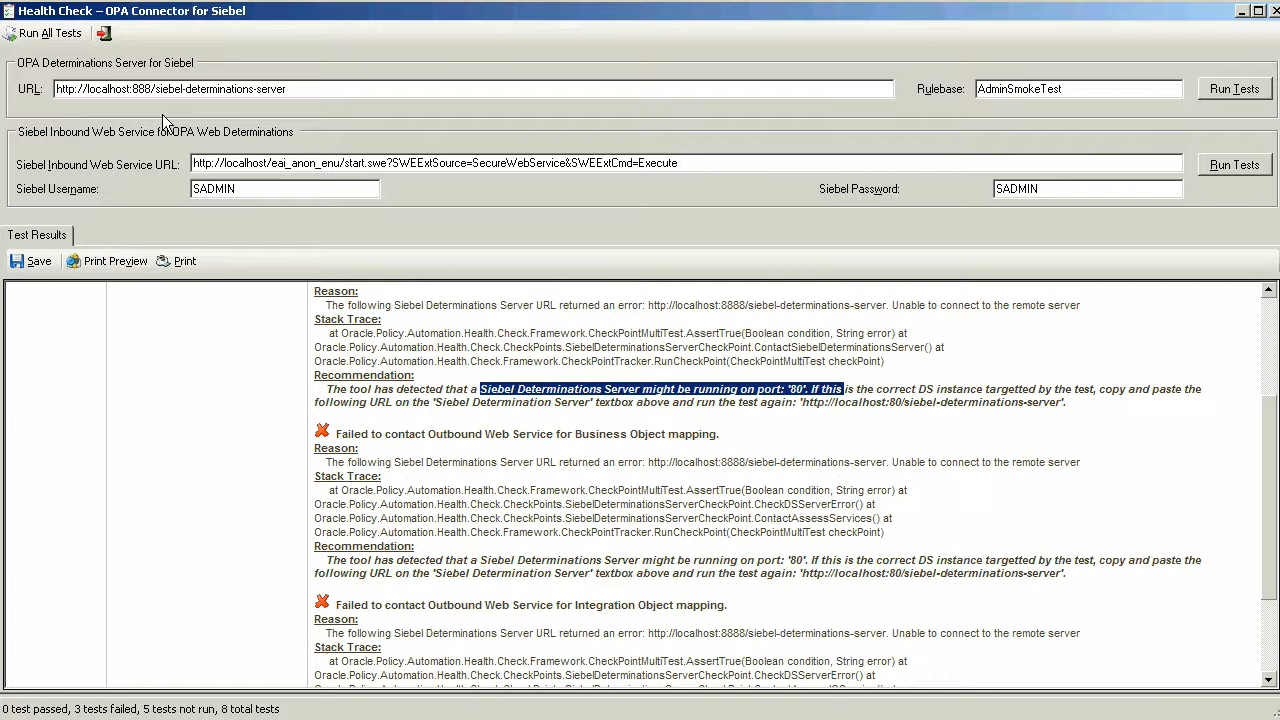 Health Check – OPA Connector for Siebel
Run All Tests
OPA Determinations Server for Siebel
URL: http://localhost:888/siebel-determinations-server Rulebase: AdminSmokeTest Run Tests
Siebel Inbound Web Service for OPA Web Determinations
Siebel Inbound Web Service URL: http://localhost/eai_anon_enu/start.swe?SWEExtSource=SecureWebService&SWEExtCmd=Execute Run Tests
Siebel Username: SADMIN Siebel Password: SADMIN
Test Results
Save Print Preview Print
Reason:
The following Siebel Determinations Server URL returned an error: http://localhost:8888/siebel-determinations-server. Unable to connect to the remote server
Stack Trace:
at Oracle.Policy.Automation.Health.Check.Framework.CheckPointMultiTest.AssertTrue(Boolean condition, String error) at
Oracle.Policy.Automation.Health.Check.CheckPoints.SiebelDeterminationsServerCheckPoint.ContactSiebelDeterminationsServer() at
Oracle.Policy.Automation.Health.Check.Framework.CheckPointTracker.RunCheckPoint(CheckPointMultiTest checkPoint)
Recommendation:
The tool has detected that a Siebel Determinations Server might be running on port: '80'. If this is the correct DS instance targetted by the test, copy and paste the
following URL on the 'Siebel Determination Server' textbox above and run the test again: 'http://localhost:80/siebel-determinations-server'.
Failed to contact Outbound Web Service for Business Object mapping.
Reason:
The following Siebel Determinations Server URL returned an error: http://localhost:8888/siebel-determinations-server. Unable to connect to the remote server
Stack Trace:
at Oracle.Policy.Automation.Health.Check.Framework.CheckPointMultiTest.AssertTrue(Boolean condition, String error) at
Oracle.Policy.Automation.Health.Check.CheckPoints.SiebelDeterminationsServerCheckPoint.CheckDSServerError() at
Oracle.Policy.Automation.Health.Check.CheckPoints.SiebelDeterminationsServerCheckPoint.ContactAssessServices() at
Oracle.Policy.Automation.Health.Check.Framework.CheckPointTracker.RunCheckPoint(CheckPointMultiTest checkPoint)
Recommendation:
The tool has detected that a Siebel Determinations Server might be running on port: '80'. If this is the correct DS instance targetted by the test, copy and paste the
following URL on the 'Siebel Determination Server' textbox above and run the test again: 'http://localhost:80/siebel-determinations-server'.
Failed to contact Outbound Web Service for Integration Object mapping.
Reason:
The following Siebel Determinations Server URL returned an error: http://localhost:8888/siebel-determinations-server. Unable to connect to the remote server
Stack Trace:
at Oracle.Policy.Automation.Health.Check.Framework.CheckPointMultiTest.AssertTrue(Boolean condition, String error) at
Oracle.Policy.Automation.Health.Check.CheckPoints.SiebelDeterminationsServerCheckPoint.CheckDSServerError() at
0 test passed, 3 tests failed, 5 tests not run, 8 total tests